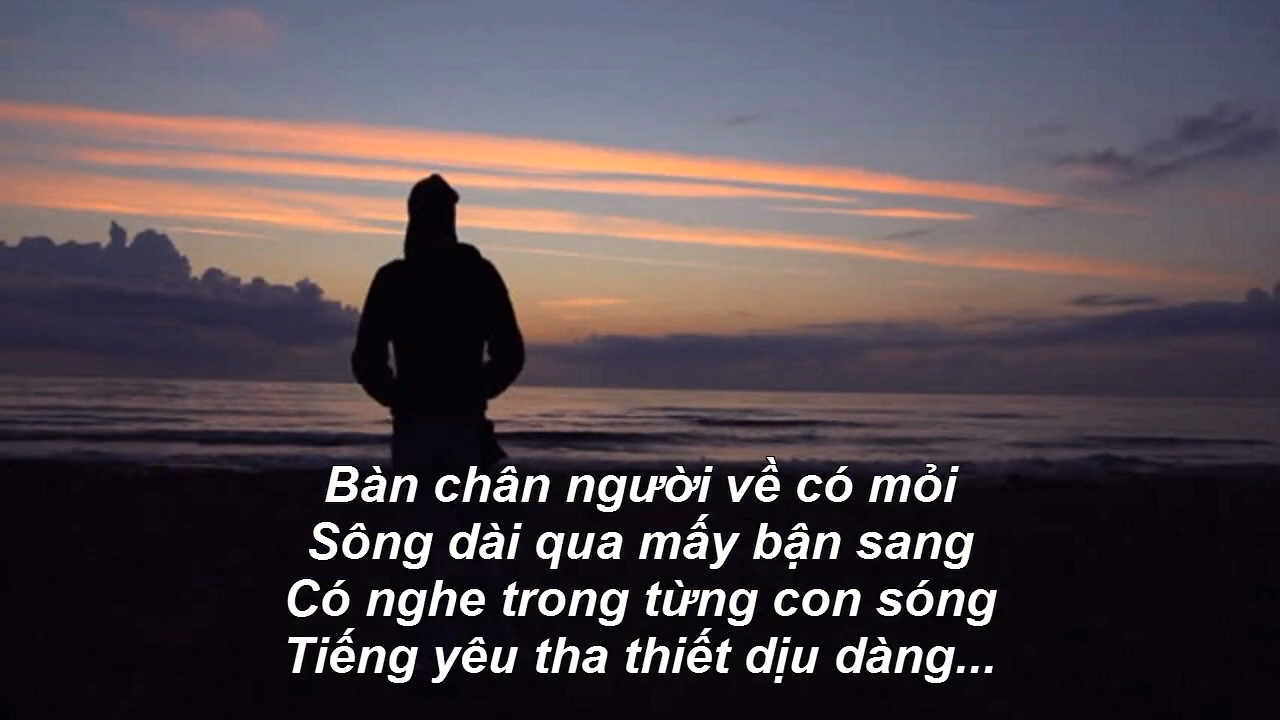 Bàn chân người về có mỏi
Sông dài qua mấy bận sang
Có nghe trong từng con sóng
Tiếng yêu tha thiết dịu dàng...